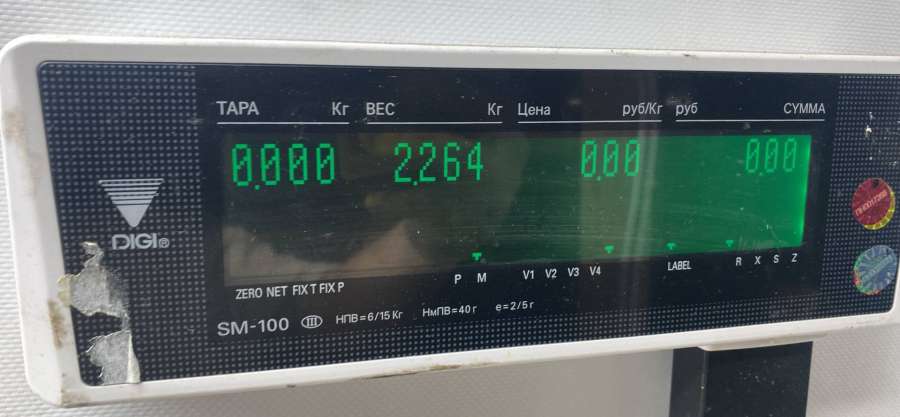 ТАРА Кг ВЕС Кг Цена руб/Кг руб СУММА
0.000 2.264 0.00 0.00
DIGI®
P M V1 V2 V3 V4 LABEL R X S Z
ZERO NET FIX T FIX P
SM-100 III НПВ=6/15 Кг НмПВ=40 г е=2/5 г